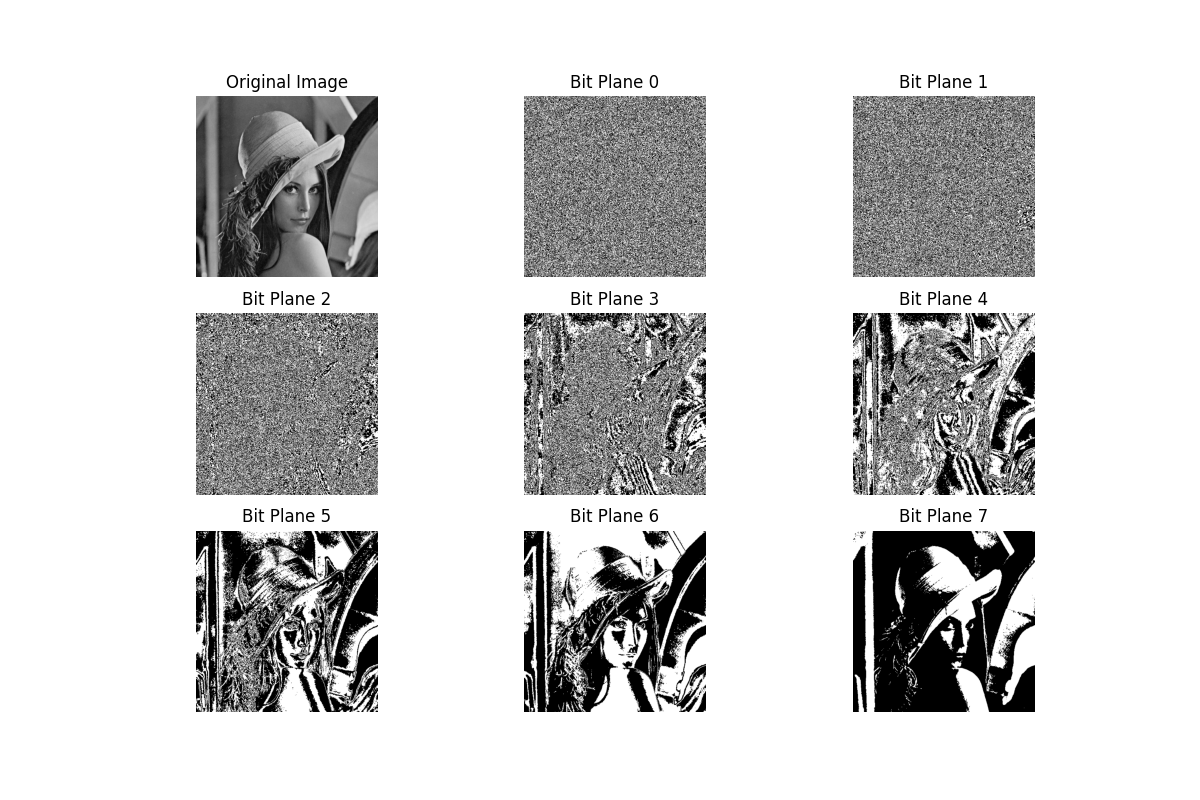 Original Image
Bit Plane 0
Bit Plane 1
Bit Plane 2
Bit Plane 3
Bit Plane 4
Bit Plane 5
Bit Plane 6
Bit Plane 7